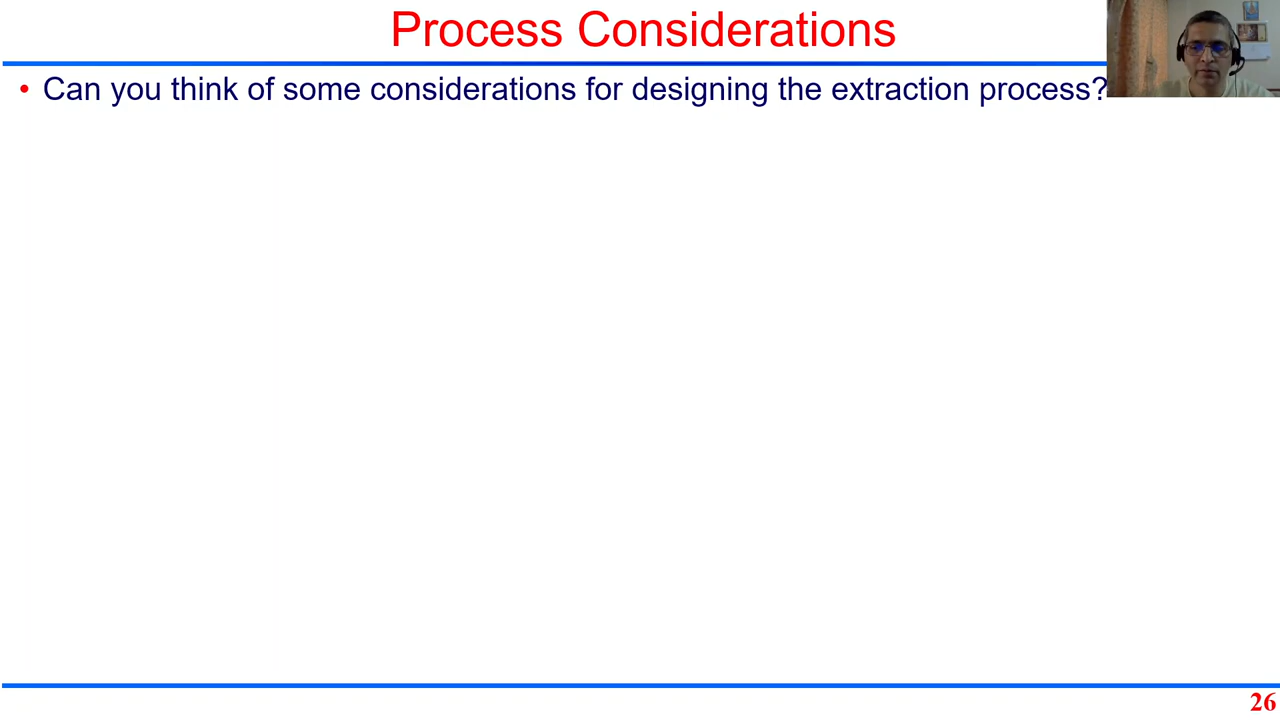 Process Considerations
• Can you think of some considerations for designing the extraction process?
26